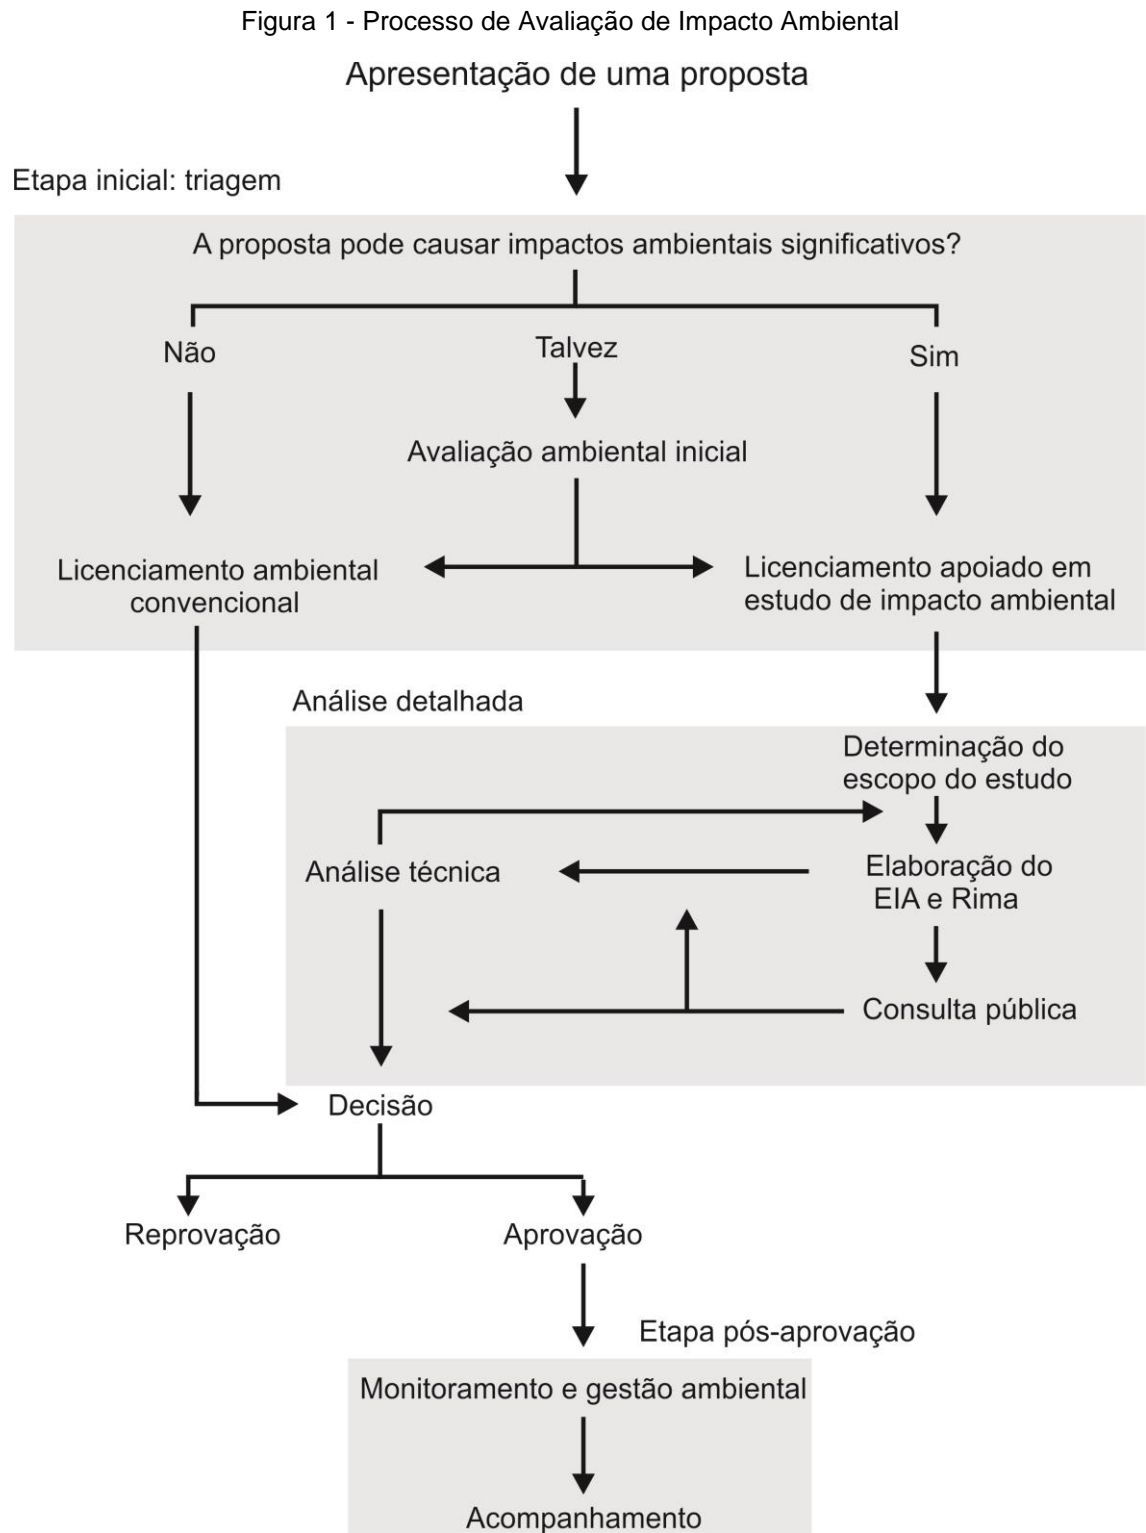 Figura 1 - Processo de Avaliação de Impacto Ambiental
Apresentação de uma proposta
Etapa inicial: triagem
A proposta pode causar impactos ambientais significativos?
Não
Talvez
Sim
Avaliação ambiental inicial
Licenciamento ambiental
convencional
Licenciamento apoiado em
estudo de impacto ambiental
Análise detalhada
Determinação do
escopo do estudo
Análise técnica
Elaboração do
EIA e Rima
Consulta pública
Decisão
Reprovação
Aprovação
Etapa pós-aprovação
Monitoramento e gestão ambiental
Acompanhamento